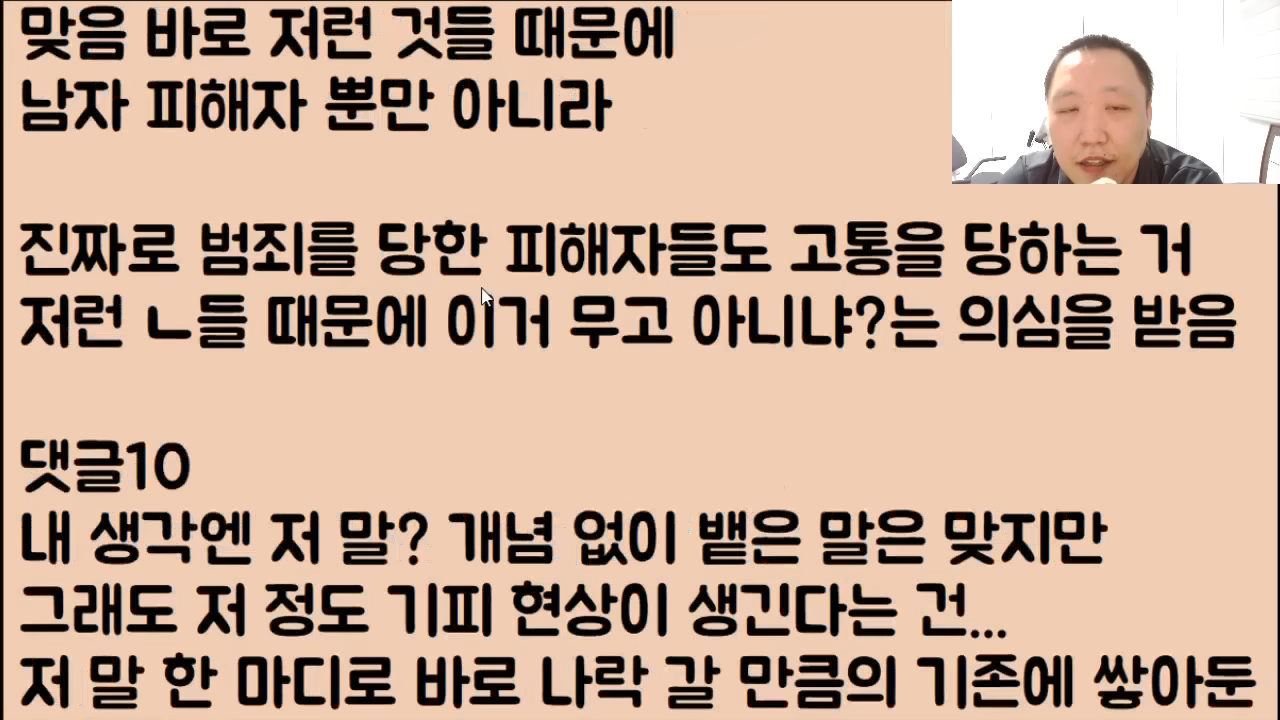 맞음 바로 저런 것들 때문에
남자 피해자 뿐만 아니라
진짜로 범죄를 당한 피해자들도 고통을 당하는 거
저런 ㄴ들 때문에 이거 무고 아니냐?는 의심을 받음
댓글10
내 생각엔 저 말? 개념 없이 뱉은 말은 맞지만
그래도 저 정도 기피 현상이 생긴다는 건...
저 말 한 마디로 바로 나락 갈 만큼의 기존에 쌓아둔